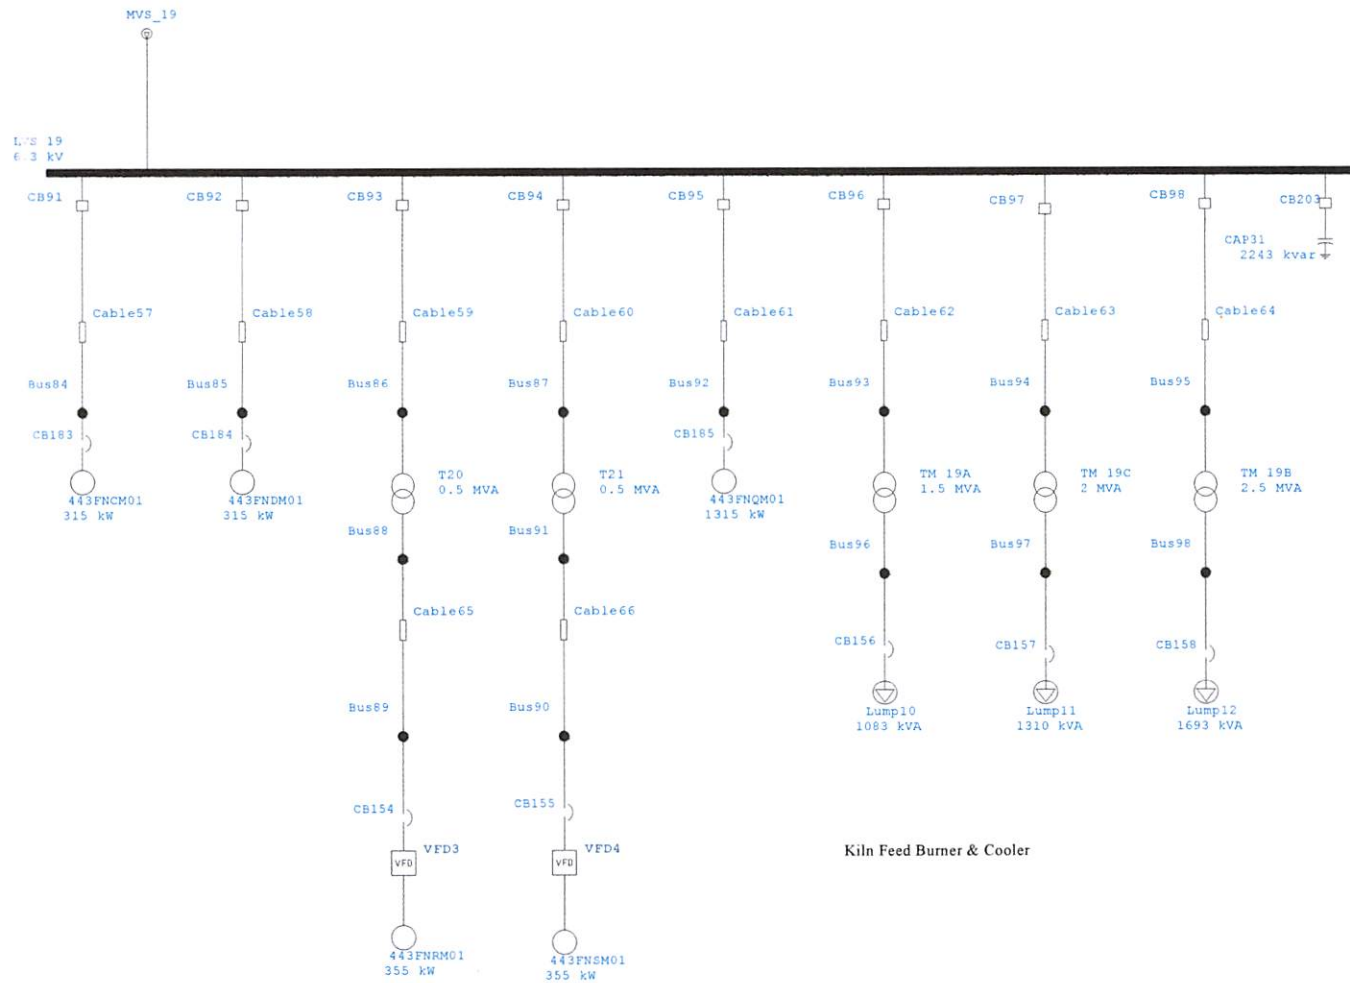 MVS_19
19
6.3 kV
CB91
CB92
CB93
CB94
CB95
CB96
CB97
CB98
CB203
CAP31
2243 kvar
Cable57
Cable58
Cable59
Cable60
Cable61
Cable62
Cable63
Cable64
Bus84
Bus85
Bus86
Bus87
Bus92
Bus93
Bus94
Bus95
CB183
CB184
CB185
443FNCM01
315 kW
443FNDM01
315 kW
T20
0.5 MVA
T21
0.5 MVA
443FNQM01
1315 kW
TM 19A
1.5 MVA
TM 19C
2 MVA
TM 19B
2.5 MVA
Bus88
Bus91
Bus96
Bus97
Bus98
Cable65
Cable66
CB156
CB157
CB158
Bus89
Bus90
Lump10
1083 kVA
Lump11
1310 kVA
Lump12
1693 kVA
CB154
CB155
VFD3
VFD
VFD4
VFD
Kiln Feed Burner & Cooler
443FNRM01
355 kW
443FNSM01
355 kW